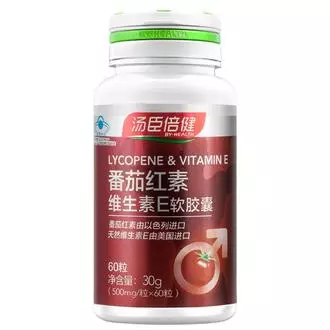 BY-HEALTH
汤臣倍健
BY-HEALTH
LYCOPENE & VITAMIN E
番茄红素
维生素E软胶囊
番茄红素由以色列进口
天然维生素E由美国进口
60粒
净含量：30g
(500mg/粒×60粒)